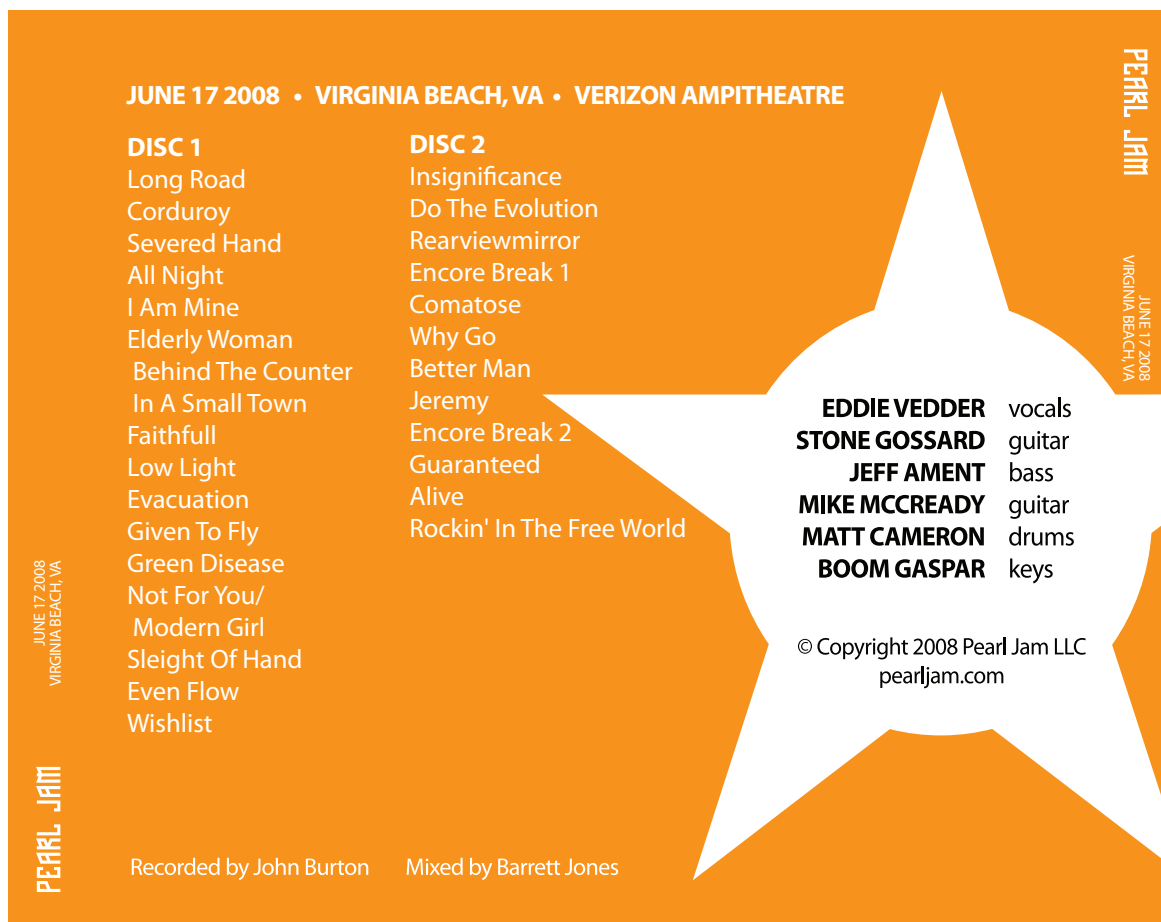 JUNE 17 2008 • VIRGINIA BEACH, VA • VERIZON AMPITHEATRE
DISC 1
Long Road
Corduroy
Severed Hand
All Night
I Am Mine
Elderly Woman
Behind The Counter
In A Small Town
Faithfull
Low Light
Evacuation
Given To Fly
Green Disease
Not For You/
Modern Girl
Sleight Of Hand
Even Flow
Wishlist
DISC 2
Insignificance
Do The Evolution
Rearviewmirror
Encore Break 1
Comatose
Why Go
Better Man
Jeremy
Encore Break 2
Guaranteed
Alive
Rockin' In The Free World
EDDIE VEDDER vocals
STONE GOSSARD guitar
JEFF AMENT bass
MIKE MCCREADY guitar
MATT CAMERON drums
BOOM GASPAR keys
© Copyright 2008 Pearl Jam LLC
pearljam.com
Recorded by John Burton Mixed by Barrett Jones
PEARL JAM
JUNE 17 2008
VIRGINIA BEACH, VA
PEARL JAM
JUNE 17 2008
VIRGINIA BEACH, VA